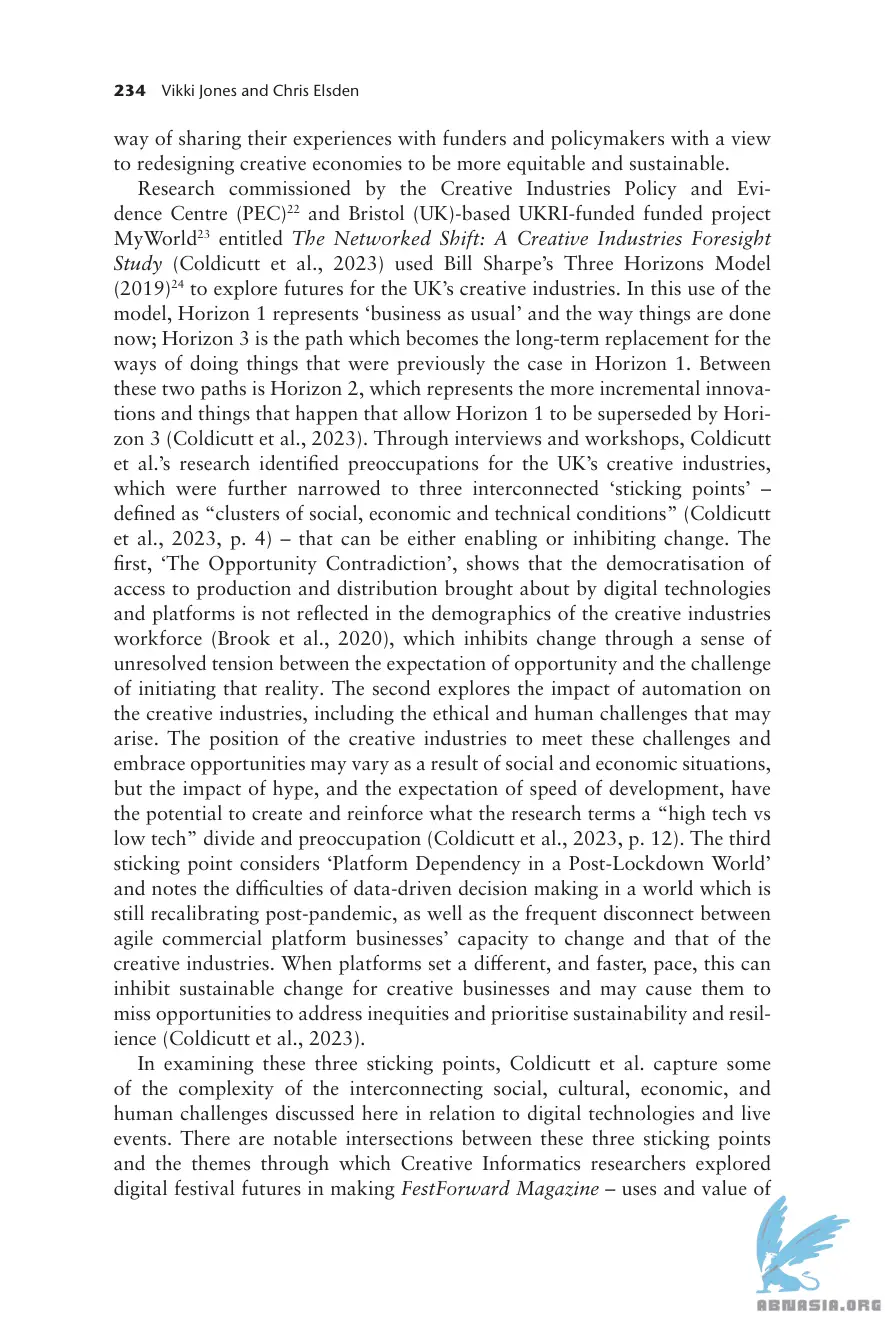 234 Vikki Jones and Chris Elsden
way of sharing their experiences with funders and policymakers with a view
to redesigning creative economies to be more equitable and sustainable.
Research commissioned by the Creative Industries Policy and Evi-
dence Centre (PEC)22 and Bristol (UK)-based UKRI-funded funded project
MyWorld23 entitled The Networked Shift: A Creative Industries Foresight
Study (Coldicutt et al., 2023) used Bill Sharpe’s Three Horizons Model
(2019)24 to explore futures for the UK’s creative industries. In this use of the
model, Horizon 1 represents ‘business as usual’ and the way things are done
now; Horizon 3 is the path which becomes the long-term replacement for the
ways of doing things that were previously the case in Horizon 1. Between
these two paths is Horizon 2, which represents the more incremental innova-
tions and things that happen that allow Horizon 1 to be superseded by Hori-
zon 3 (Coldicutt et al., 2023). Through interviews and workshops, Coldicutt
et al.’s research identified preoccupations for the UK’s creative industries,
which were further narrowed to three interconnected ‘sticking points’ –
defined as “clusters of social, economic and technical conditions” (Coldicutt
et al., 2023, p. 4) – that can be either enabling or inhibiting change. The
first, ‘The Opportunity Contradiction’, shows that the democratisation of
access to production and distribution brought about by digital technologies
and platforms is not reflected in the demographics of the creative industries
workforce (Brook et al., 2020), which inhibits change through a sense of
unresolved tension between the expectation of opportunity and the challenge
of initiating that reality. The second explores the impact of automation on
the creative industries, including the ethical and human challenges that may
arise. The position of the creative industries to meet these challenges and
embrace opportunities may vary as a result of social and economic situations,
but the impact of hype, and the expectation of speed of development, have
the potential to create and reinforce what the research terms a “high tech vs
low tech” divide and preoccupation (Coldicutt et al., 2023, p. 12). The third
sticking point considers ‘Platform Dependency in a Post-Lockdown World’
and notes the difficulties of data-driven decision making in a world which is
still recalibrating post-pandemic, as well as the frequent disconnect between
agile commercial platform businesses’ capacity to change and that of the
creative industries. When platforms set a different, and faster, pace, this can
inhibit sustainable change for creative businesses and may cause them to
miss opportunities to address inequities and prioritise sustainability and resil-
ience (Coldicutt et al., 2023).
In examining these three sticking points, Coldicutt et al. capture some
of the complexity of the interconnecting social, cultural, economic, and
human challenges discussed here in relation to digital technologies and live
events. There are notable intersections between these three sticking points
and the themes through which Creative Informatics researchers explored
digital festival futures in making FestForward Magazine – uses and value of
ABNASIA.ORG